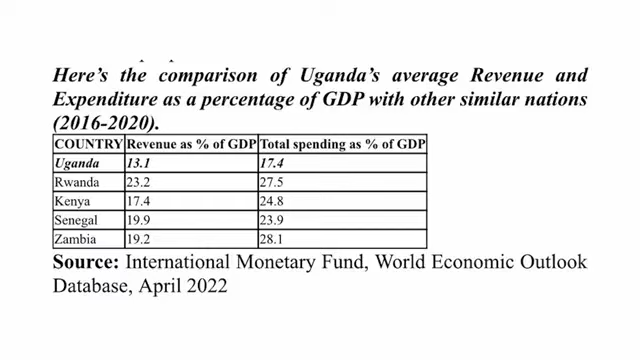 Here's the comparison of Uganda's average Revenue and
Expenditure as a percentage of GDP with other similar nations
(2016-2020).
COUNTRY Revenue as % of GDP Total spending as % of GDP
Uganda 13.1 17.4
Rwanda 23.2 27.5
Kenya 17.4 24.8
Senegal 19.9 23.9
Zambia 19.2 28.1
Source: International Monetary Fund, World Economic Outlook
Database, April 2022